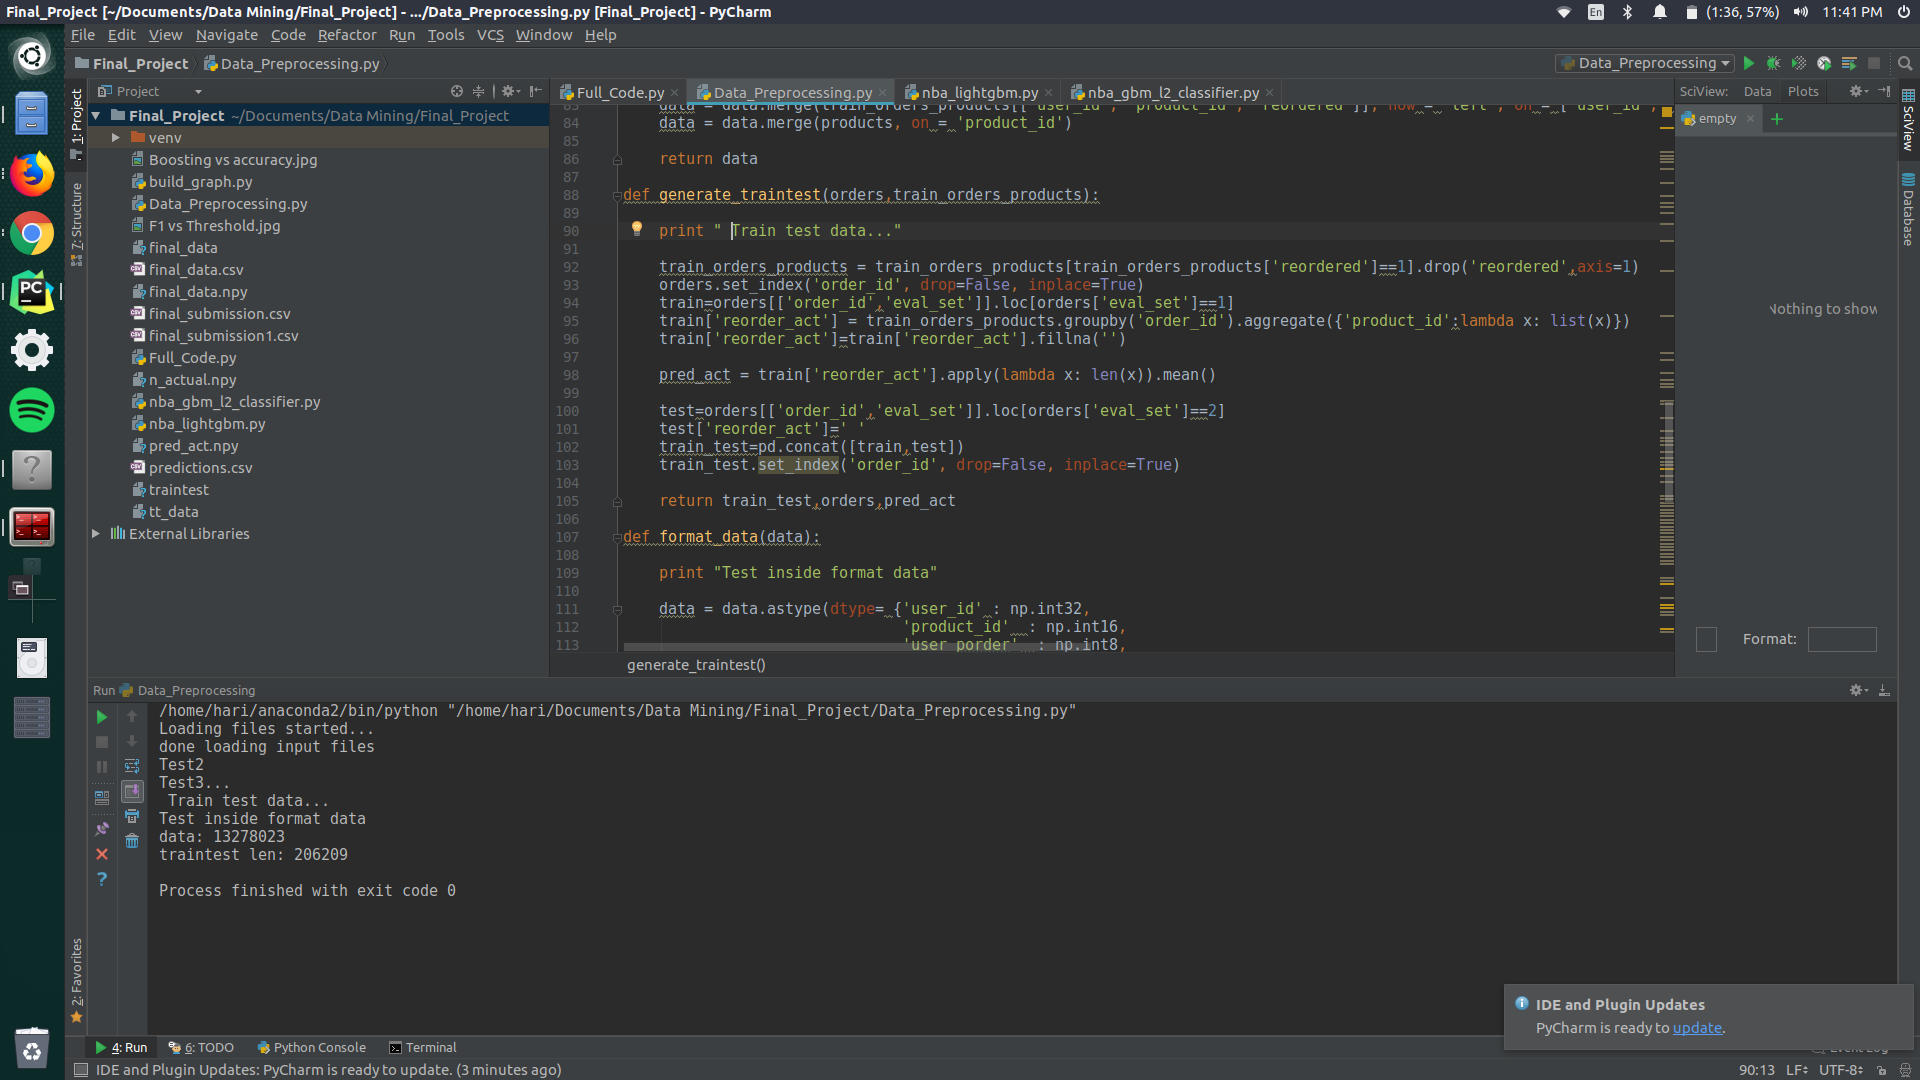 Final_Project [~/Documents/Data Mining/Final_Project] - .../Data_Preprocessing.py [Final_Project] - PyCharm
En (1:36, 57%) 11:41 PM
File Edit View Navigate Code Refactor Run Tools VCS Window Help
Final_Project Data_Preprocessing.py
Data_Preprocessing
Project
Full_Code.py Data_Preprocessing.py nba_lightgbm.py nba_gbm_l2_classifier.py
SciView: Data Plots
1: Project
7: Structure
2: Favorites
Final_Project ~/Documents/Data Mining/Final_Project
venv
Boosting vs accuracy.jpg
build_graph.py
Data_Preprocessing.py
F1 vs Threshold.jpg
final_data
final_data.csv
final_data.npy
final_submission.csv
final_submission1.csv
Full_Code.py
n_actual.npy
nba_gbm_l2_classifier.py
nba_lightgbm.py
pred_act.npy
predictions.csv
traintest
tt_data
External Libraries
83 data = data.merge(train_orders_products[['user_id', 'product_id', 'reordered']], how = 'left', on = ['user_id',
84 data = data.merge(products, on = 'product_id')
85
86 return data
87
88 def generate_traintest(orders,train_orders_products):
89
90 print " Train test data..."
91
92 train_orders_products = train_orders_products[train_orders_products['reordered']==1].drop('reordered',axis=1)
93 orders.set_index('order_id', drop=False, inplace=True)
94 train=orders[['order_id','eval_set']].loc[orders['eval_set']==1]
95 train['reorder_act'] = train_orders_products.groupby('order_id').aggregate({'product_id':lambda x: list(x)})
96 train['reorder_act']=train['reorder_act'].fillna('')
97
98 pred_act = train['reorder_act'].apply(lambda x: len(x)).mean()
99
100 test=orders[['order_id','eval_set']].loc[orders['eval_set']==2]
101 test['reorder_act']=' '
102 train_test=pd.concat([train,test])
103 train_test.set_index('order_id', drop=False, inplace=True)
104
105 return train_test,orders,pred_act
106
107 def format_data(data):
108
109 print "Test inside format data"
110
111 data = data.astype(dtype= {'user_id' : np.int32,
112 'product_id' : np.int16,
113 'user_porder' : np.int8,
generate_traintest()
empty
Nothing to show
Format:
SciView
Database
Run Data_Preprocessing
/home/hari/anaconda2/bin/python "/home/hari/Documents/Data Mining/Final_Project/Data_Preprocessing.py"
Loading files started...
done loading input files
Test2
Test3...
Train test data...
Test inside format data
data: 13278023
traintest len: 206209
Process finished with exit code 0
IDE and Plugin Updates
PyCharm is ready to update.
4: Run 6: TODO Python Console Terminal Event Log
IDE and Plugin Updates: PyCharm is ready to update. (3 minutes ago)
90:13 LF UTF-8